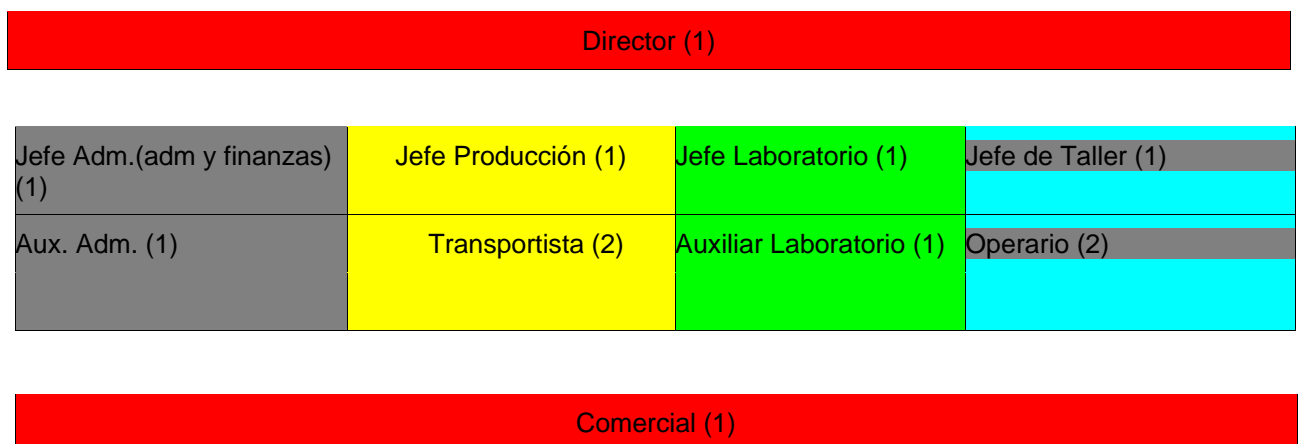 Director (1)
Jefe Adm.(adm y finanzas)
(1)
Jefe Producción (1)
Jefe Laboratorio (1)
Jefe de Taller (1)
Aux. Adm. (1)
Transportista (2)
Auxiliar Laboratorio (1)
Operario (2)
Comercial (1)